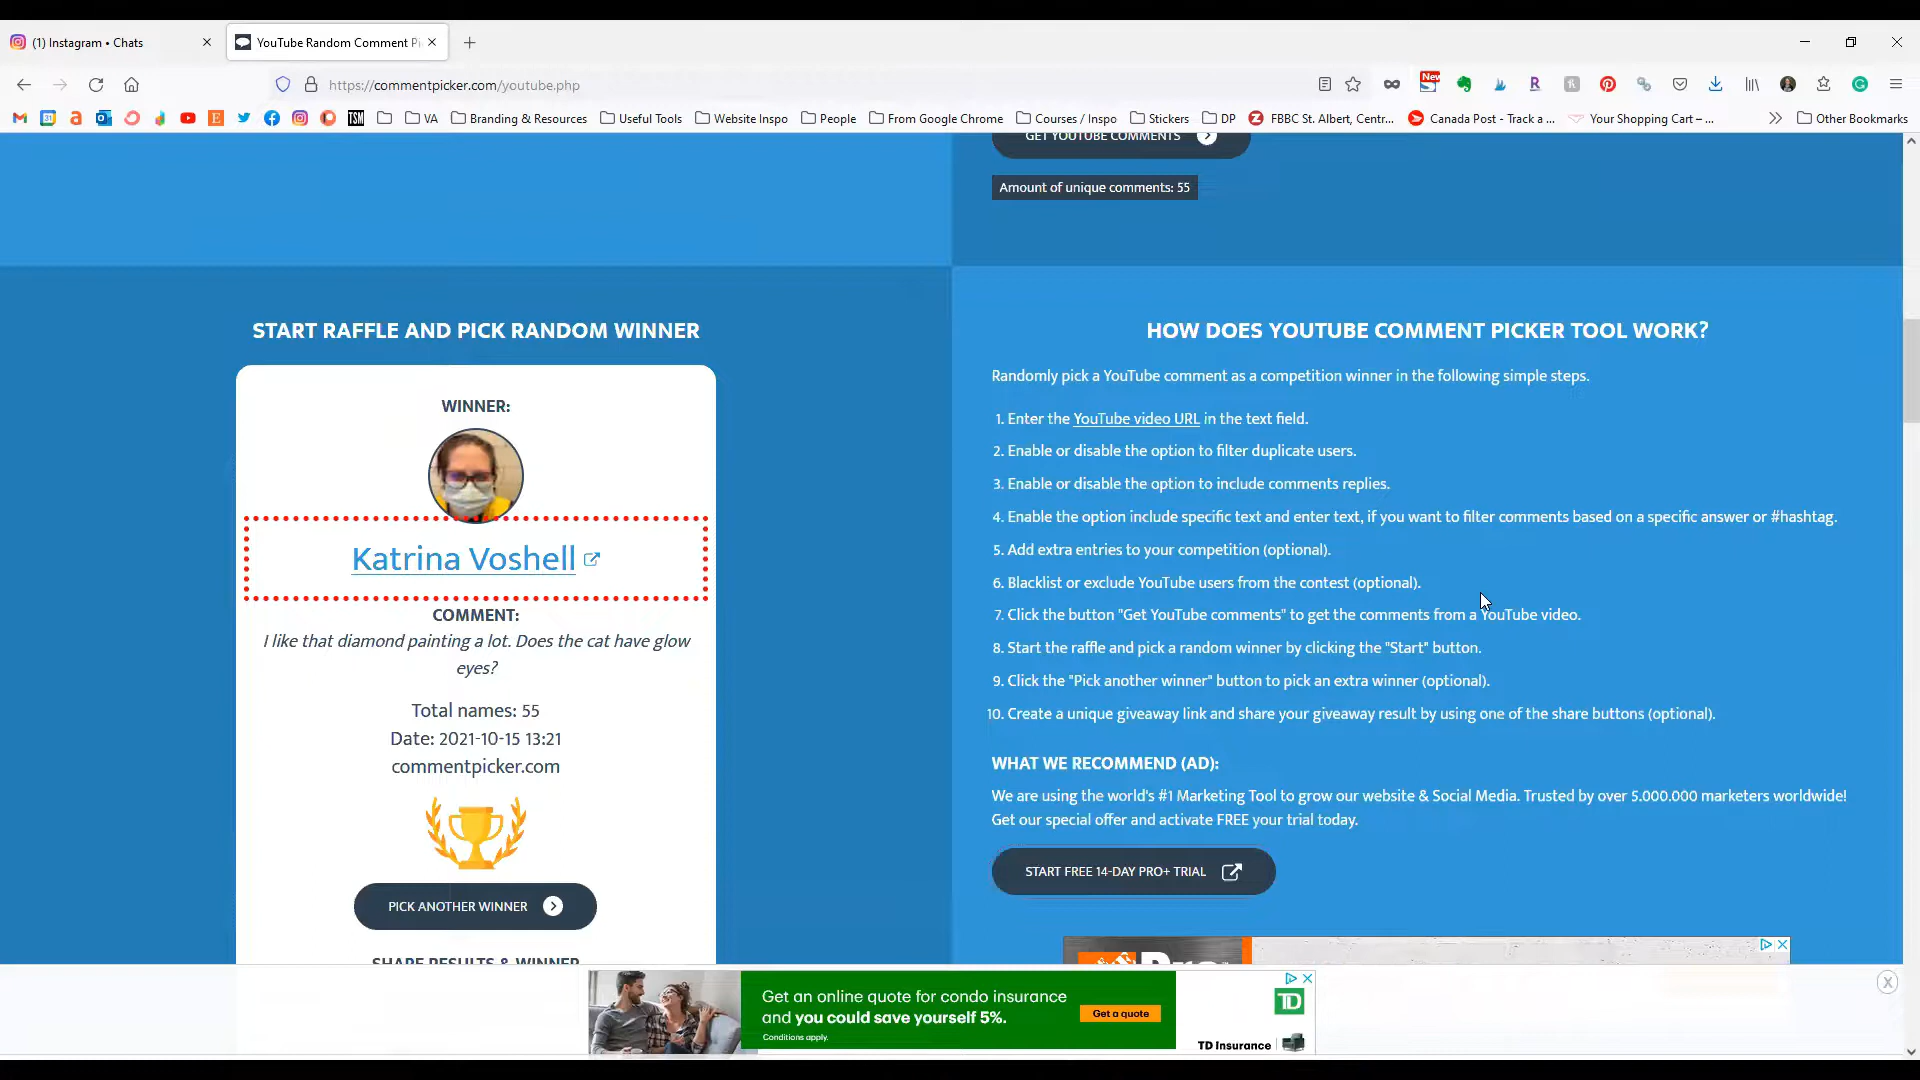 (1) Instagram • Chats
YouTube Random Comment Pi
https://commentpicker.com/youtube.php
New
TSM
VA
Branding & Resources
Useful Tools
Website Inspo
People
From Google Chrome
Courses / Inspo
Stickers
DP
FBBC St. Albert, Centr...
Canada Post - Track a ...
Your Shopping Cart – ...
Other Bookmarks
GET YOUTUBE COMMENTS
Amount of unique comments: 55
START RAFFLE AND PICK RANDOM WINNER
WINNER:
Katrina Voshell
COMMENT:
I like that diamond painting a lot. Does the cat have glow
eyes?
Total names: 55
Date: 2021-10-15 13:21
commentpicker.com
PICK ANOTHER WINNER
SHARE RESULTS & WINNER
HOW DOES YOUTUBE COMMENT PICKER TOOL WORK?
Randomly pick a YouTube comment as a competition winner in the following simple steps.
1. Enter the YouTube video URL in the text field.
2. Enable or disable the option to filter duplicate users.
3. Enable or disable the option to include comments replies.
4. Enable the option include specific text and enter text, if you want to filter comments based on a specific answer or #hashtag.
5. Add extra entries to your competition (optional).
6. Blacklist or exclude YouTube users from the contest (optional).
7. Click the button "Get YouTube comments" to get the comments from a YouTube video.
8. Start the raffle and pick a random winner by clicking the "Start" button.
9. Click the "Pick another winner" button to pick an extra winner (optional).
10. Create a unique giveaway link and share your giveaway result by using one of the share buttons (optional).
WHAT WE RECOMMEND (AD):
We are using the world's #1 Marketing Tool to grow our website & Social Media. Trusted by over 5.000.000 marketers worldwide!
Get our special offer and activate FREE your trial today.
START FREE 14-DAY PRO+ TRIAL
Get an online quote for condo insurance
and you could save yourself 5%.
Conditions apply.
Get a quote
TD
TD Insurance